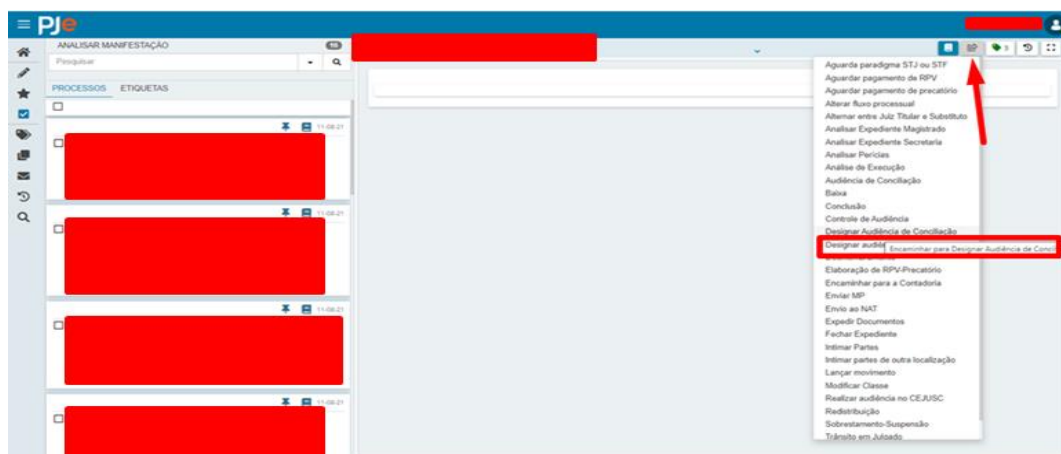 PJe
ANALISAR MANIFESTAÇÃO
Pesquisar
PROCESSOS ETIQUETAS
11-08-21
11-08-21
11-08-21
11-08-21
Aguarda paradigma STJ ou STF
Aguardar pagamento de RPV
Aguardar pagamento de precatório
Alterar fluxo processual
Alternar entre Juiz Titular e Substituto
Analisar Expediente Magistrado
Analisar Expediente Secretaria
Analisar Perícias
Análise de Execução
Audiência de Conciliação
Baixa
Conclusão
Controle de Audiência
Designar Audiência de Conciliação
Designar audiê
Encaminhar para Designar Audiência de Concil
Elaboração de RPV-Precatório
Encaminhar para a Contadoria
Enviar MP
Envio ao NAT
Expedir Documentos
Fechar Expediente
Intimar Partes
Intimar partes de outra localização
Lançar movimento
Modificar Classe
Realizar audiência no CEJUSC
Redistribuição
Sobrestamento-Suspensão
Trânsito em Julgado